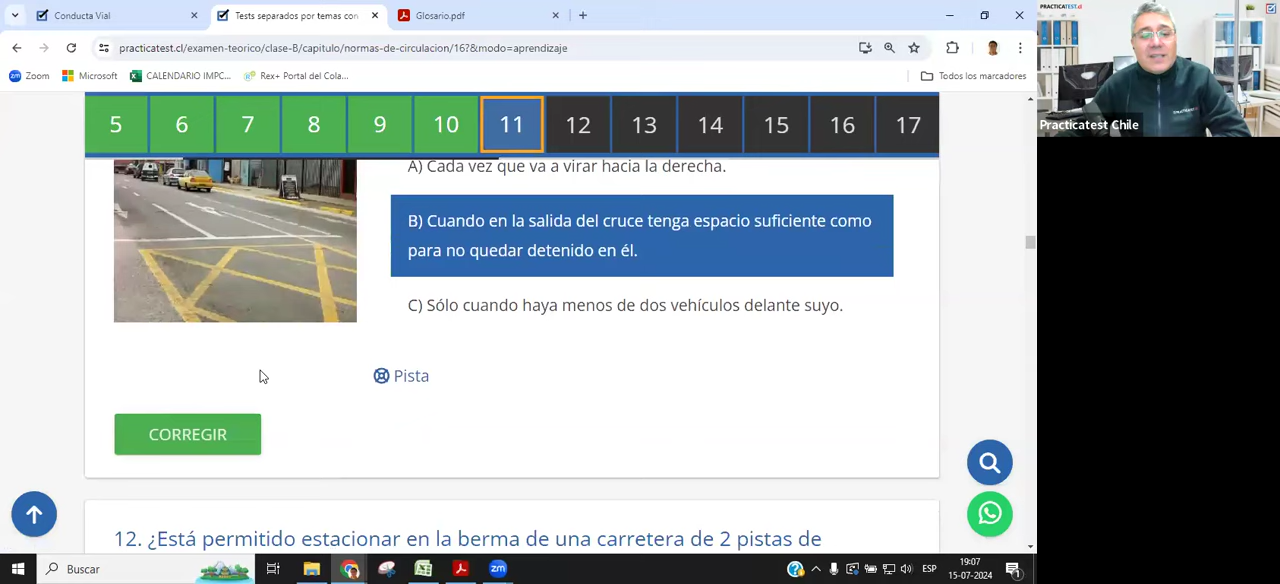 Conducta Vial
Tests separados por temas con
Glosario.pdf
practicatest.cl/examen-teorico/clase-B/capitulo/normas-de-circulacion/16?&modo=aprendizaje
Zoom
Microsoft
CALENDARIO IMPC...
Rex+ Portal del Cola...
Todos los marcadores
PRACTICATEST.cl
Practicatest Chile
5 6 7 8 9 10 11 12 13 14 15 16 17
A) Cada vez que va a virar hacia la derecha.
B) Cuando en la salida del cruce tenga espacio suficiente como
para no quedar detenido en él.
C) Sólo cuando haya menos de dos vehículos delante suyo.
Pista
CORREGIR
12. ¿Está permitido estacionar en la berma de una carretera de 2 pistas de
Buscar
zm
ESP
19:07
15-07-2024